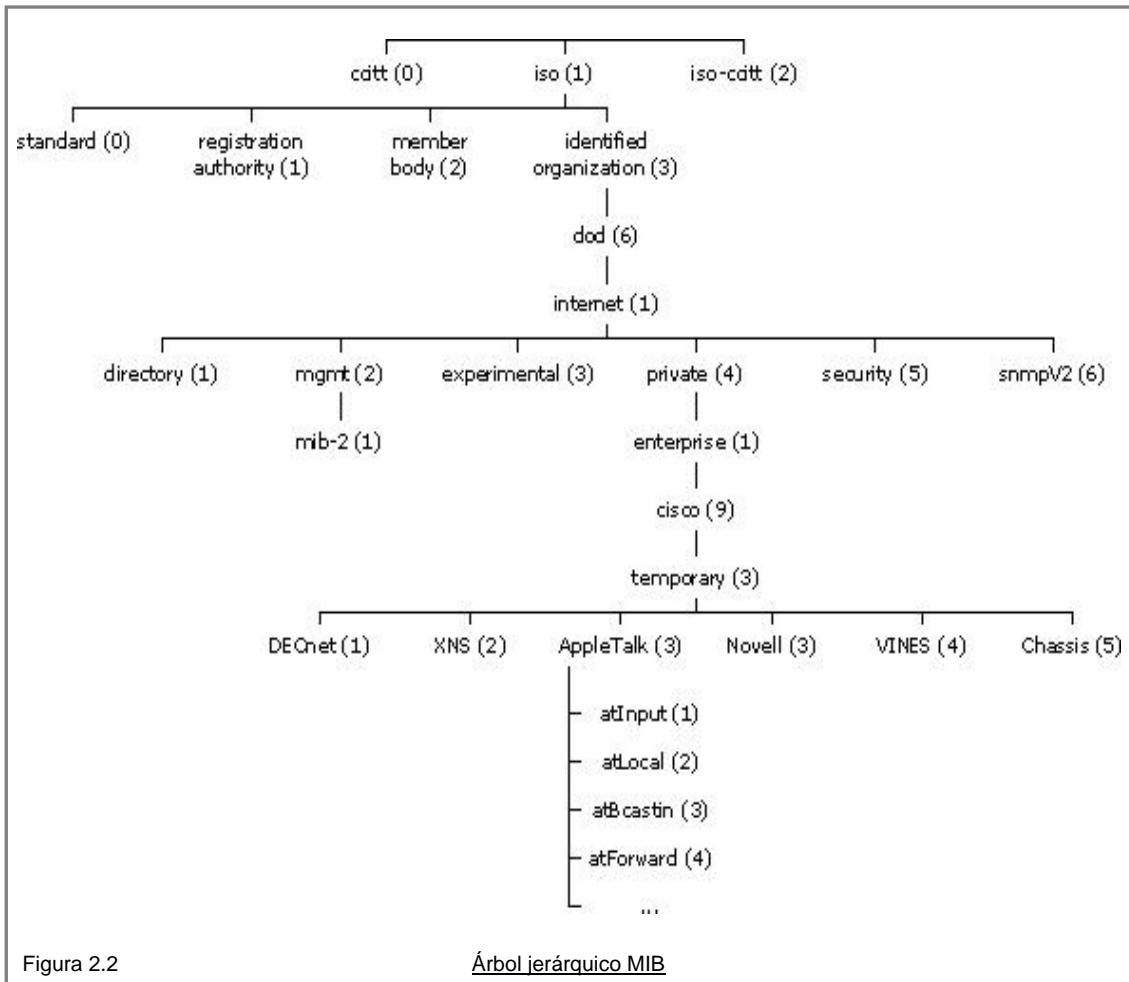 ccitt (0) iso (1) iso-ccitt (2)
standard (0) registration authority (1) member body (2) identified organization (3)
dod (6)
internet (1)
directory (1) mgmt (2) experimental (3) private (4) security (5) snmpV2 (6)
mib-2 (1) enterprise (1)
cisco (9)
temporary (3)
DECnet (1) XNS (2) AppleTalk (3) Novell (3) VINES (4) Chassis (5)
atInput (1)
atLocal (2)
atBcastin (3)
atForward (4)
Figura 2.2 Árbol jerárquico MIB